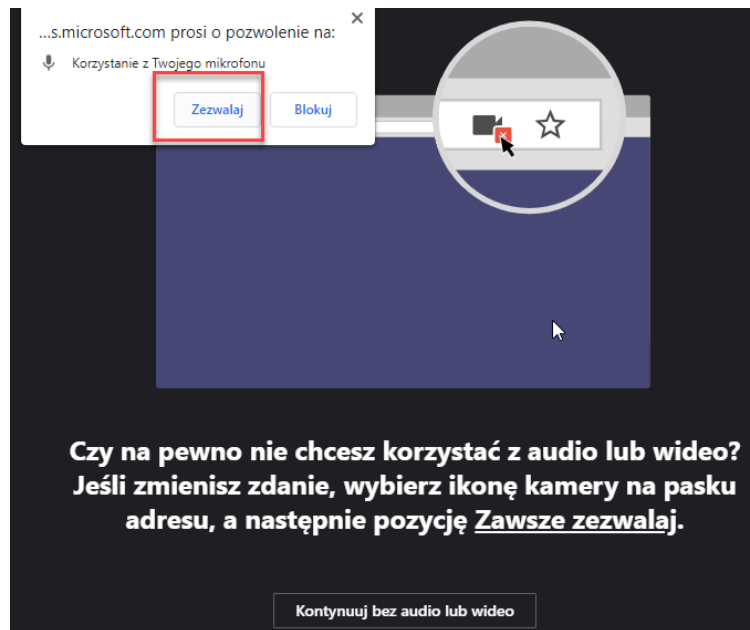 ...s.microsoft.com prosi o pozwolenie na:
Korzystanie z Twojego mikrofonu
Zezwalaj
Blokuj
Czy na pewno nie chcesz korzystać z audio lub wideo?
Jeśli zmienisz zdanie, wybierz ikonę kamery na pasku
adresu, a następnie pozycję Zawsze zezwalaj.
Kontynuuj bez audio lub wideo